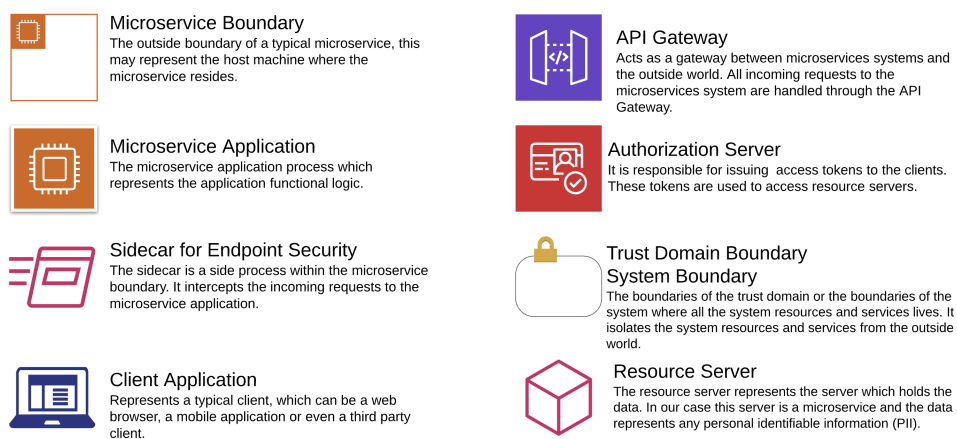 Microservice Boundary
The outside boundary of a typical microservice, this
may represent the host machine where the
microservice resides.
Microservice Application
The microservice application process which
represents the application functional logic.
Sidecar for Endpoint Security
The sidecar is a side process within the microservice
boundary. It intercepts the incoming requests to the
microservice application.
Client Application
Represents a typical client, which can be a web
browser, a mobile application or even a third party
client.
API Gateway
Acts as a gateway between microservices systems and
the outside world. All incoming requests to the
microservices system are handled through the API
Gateway.
Authorization Server
It is responsible for issuing  access tokens to the clients.
These tokens are used to access resource servers.
Trust Domain Boundary
System Boundary
The boundaries of the trust domain or the boundaries of the
system where all the system resources and services lives. It
isolates the system resources and services from the outside
world.
Resource Server
The resource server represents the server which holds the
data. In our case this server is a microservice and the data
represents any personal identifiable information (PII).